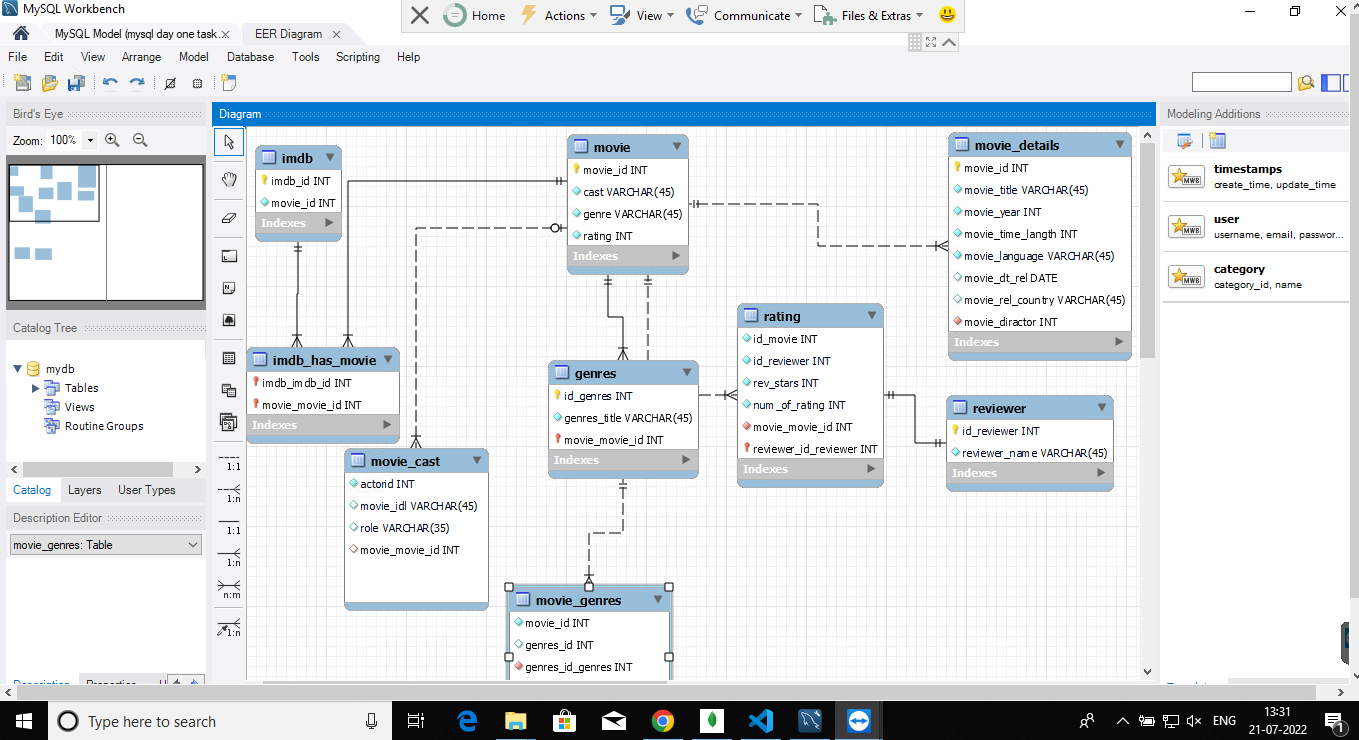 MySQL Workbench
Home Actions View Communicate Files & Extras
MySQL Model (mysql day one task.
EER Diagram
File Edit View Arrange Model Database Tools Scripting Help
Bird's Eye
Zoom: 100%
Catalog Tree
mydb
Tables
Views
Routine Groups
Catalog Layers User Types
Description Editor
movie_genres: Table
1:1
1:n
1:1
1:n
n:m
1:n
Diagram
imdb
imdb_id INT
movie_id INT
Indexes
movie
movie_id INT
cast VARCHAR(45)
genre VARCHAR(45)
rating INT
Indexes
movie_details
movie_id INT
movie_title VARCHAR(45)
movie_year INT
movie_time_langth INT
movie_language VARCHAR(45)
movie_dt_rel DATE
movie_rel_country VARCHAR(45)
movie_diractor INT
Indexes
imdb_has_movie
imdb_imdb_id INT
movie_movie_id INT
Indexes
genres
id_genres INT
genres_title VARCHAR(45)
movie_movie_id INT
Indexes
rating
id_movie INT
id_reviewer INT
rev_stars INT
num_of_rating INT
movie_movie_id INT
reviewer_id_reviewer INT
Indexes
reviewer
id_reviewer INT
reviewer_name VARCHAR(45)
Indexes
movie_cast
actorid INT
movie_idl VARCHAR(45)
role VARCHAR(35)
movie_movie_id INT
movie_genres
movie_id INT
genres_id INT
genres_id_genres INT
Modeling Additions
timestamps
create_time, update_time
user
username, email, passwor...
category
category_id, name
MWB
MWB
MWB
Type here to search
ENG
13:31
21-07-2022
1